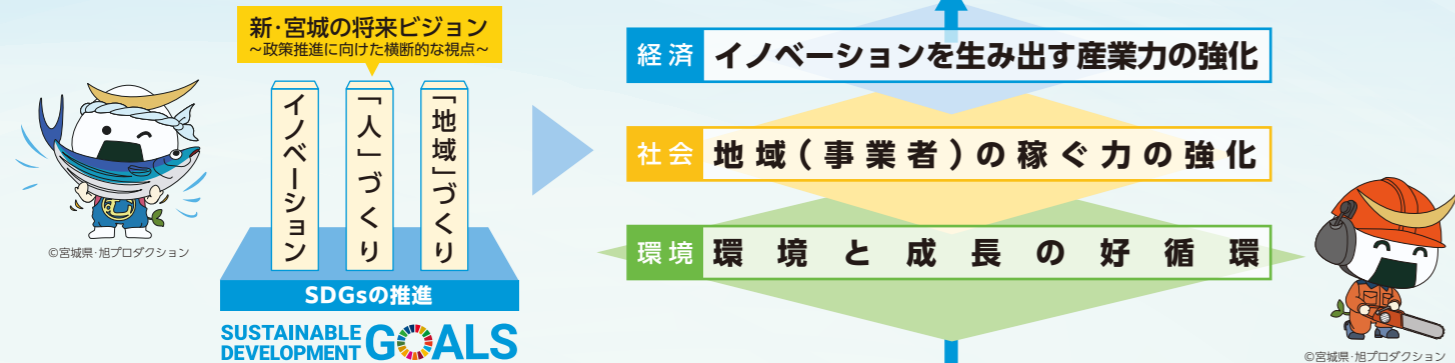 新・宮城の将来ビジョン
~政策推進に向けた横断的な視点~
イノベーション
「人」づくり
「地域」づくり
SDGsの推進
SUSTAINABLE
DEVELOPMENT
GOALS
©宮城県・旭プロダクション
経済 イノベーションを生み出す産業力の強化
社会 地域(事業者)の稼ぐ力の強化
環境 環境と成長の好循環
©宮城県・旭プロダクション